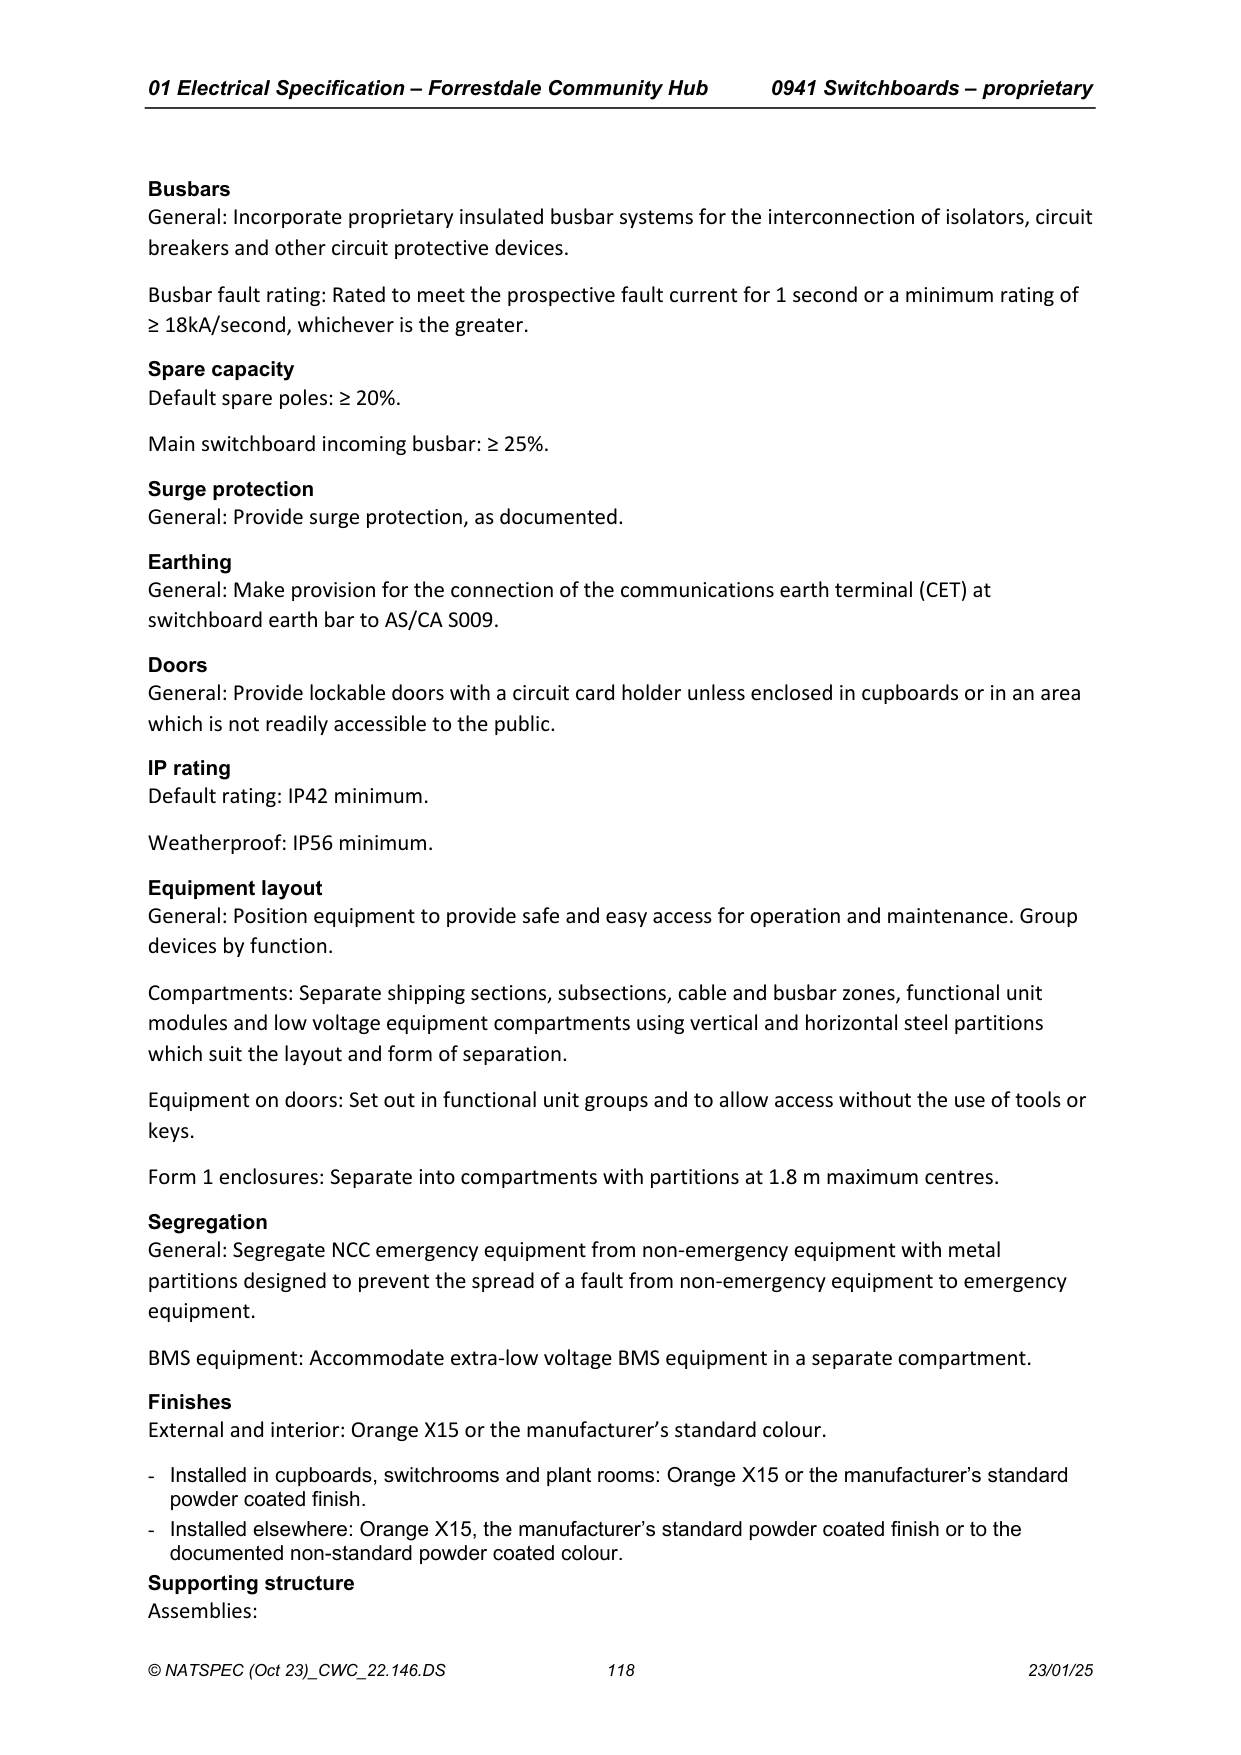 01 Electrical Specification – Forrestdale Community Hub 0941 Switchboards – proprietary
Busbars
General: Incorporate proprietary insulated busbar systems for the interconnection of isolators, circuit
breakers and other circuit protective devices.
Busbar fault rating: Rated to meet the prospective fault current for 1 second or a minimum rating of
≥ 18kA/second, whichever is the greater.
Spare capacity
Default spare poles: ≥ 20%.
Main switchboard incoming busbar: ≥ 25%.
Surge protection
General: Provide surge protection, as documented.
Earthing
General: Make provision for the connection of the communications earth terminal (CET) at
switchboard earth bar to AS/CA S009.
Doors
General: Provide lockable doors with a circuit card holder unless enclosed in cupboards or in an area
which is not readily accessible to the public.
IP rating
Default rating: IP42 minimum.
Weatherproof: IP56 minimum.
Equipment layout
General: Position equipment to provide safe and easy access for operation and maintenance. Group
devices by function.
Compartments: Separate shipping sections, subsections, cable and busbar zones, functional unit
modules and low voltage equipment compartments using vertical and horizontal steel partitions
which suit the layout and form of separation.
Equipment on doors: Set out in functional unit groups and to allow access without the use of tools or
keys.
Form 1 enclosures: Separate into compartments with partitions at 1.8 m maximum centres.
Segregation
General: Segregate NCC emergency equipment from non-emergency equipment with metal
partitions designed to prevent the spread of a fault from non-emergency equipment to emergency
equipment.
BMS equipment: Accommodate extra-low voltage BMS equipment in a separate compartment.
Finishes
External and interior: Orange X15 or the manufacturer’s standard colour.
- Installed in cupboards, switchrooms and plant rooms: Orange X15 or the manufacturer’s standard
powder coated finish.
- Installed elsewhere: Orange X15, the manufacturer’s standard powder coated finish or to the
documented non-standard powder coated colour.
Supporting structure
Assemblies:
© NATSPEC (Oct 23)_CWC_22.146.DS 118 23/01/25